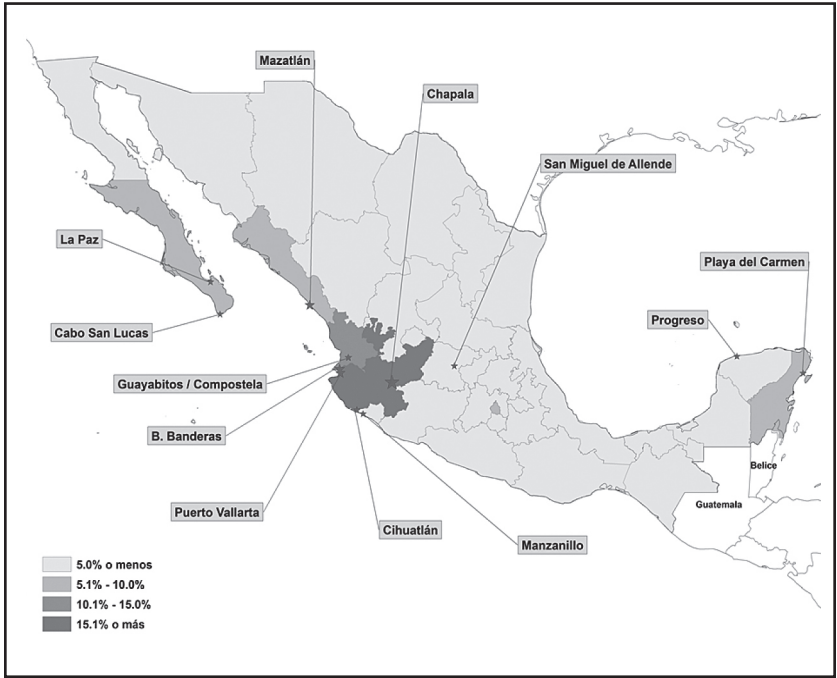 Mazatlán
Chapala
San Miguel de Allende
La Paz
Playa del Carmen
Progreso
Cabo San Lucas
Guayabitos / Compostela
B. Banderas
Belice
Guatemala
Puerto Vallarta
Cihuatlán
Manzanillo
5.0% o menos
5.1% - 10.0%
10.1% - 15.0%
15.1% o más